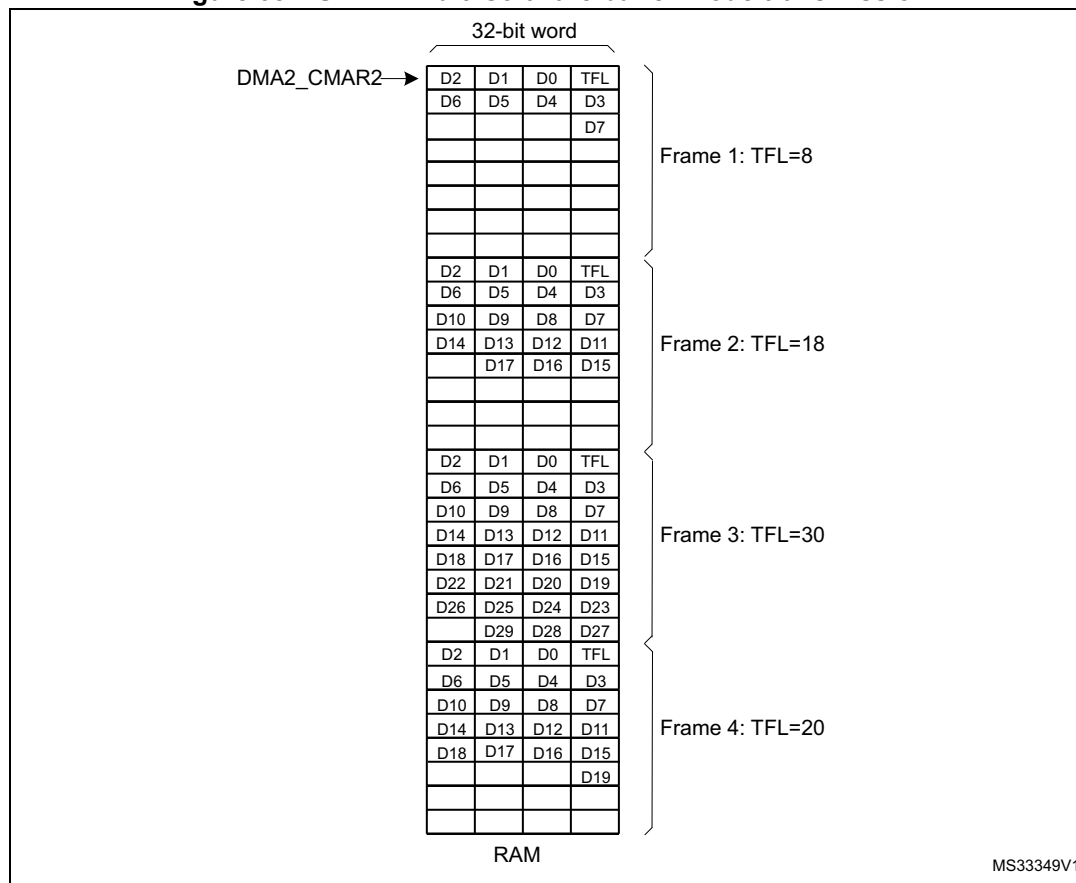 32-bit word
DMA2_CMAR2
D2 D1 D0 TFL
D6 D5 D4 D3
D7
Frame 1: TFL=8
D2 D1 D0 TFL
D6 D5 D4 D3
D10 D9 D8 D7
D14 D13 D12 D11
Frame 2: TFL=18
D17 D16 D15
D2 D1 D0 TFL
D6 D5 D4 D3
D10 D9 D8 D7
D14 D13 D12 D11
Frame 3: TFL=30
D18 D17 D16 D15
D22 D21 D20 D19
D26 D25 D24 D23
D29 D28 D27
D2 D1 D0 TFL
D6 D5 D4 D3
D10 D9 D8 D7
D14 D13 D12 D11
Frame 4: TFL=20
D18 D17 D16 D15
D19
RAM
MS33349V1